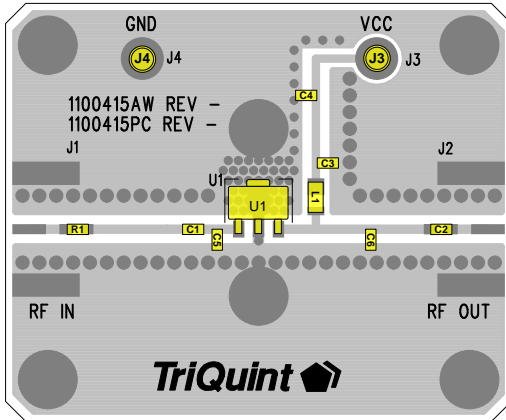 GND
VCC
J4
J4
J3
J3
1100415AW REV -
1100415PC REV -
C4
J1
J2
C3
U1
U1
L1
R1
C1
C5
C6
C2
RF IN
RF OUT
TriQuint